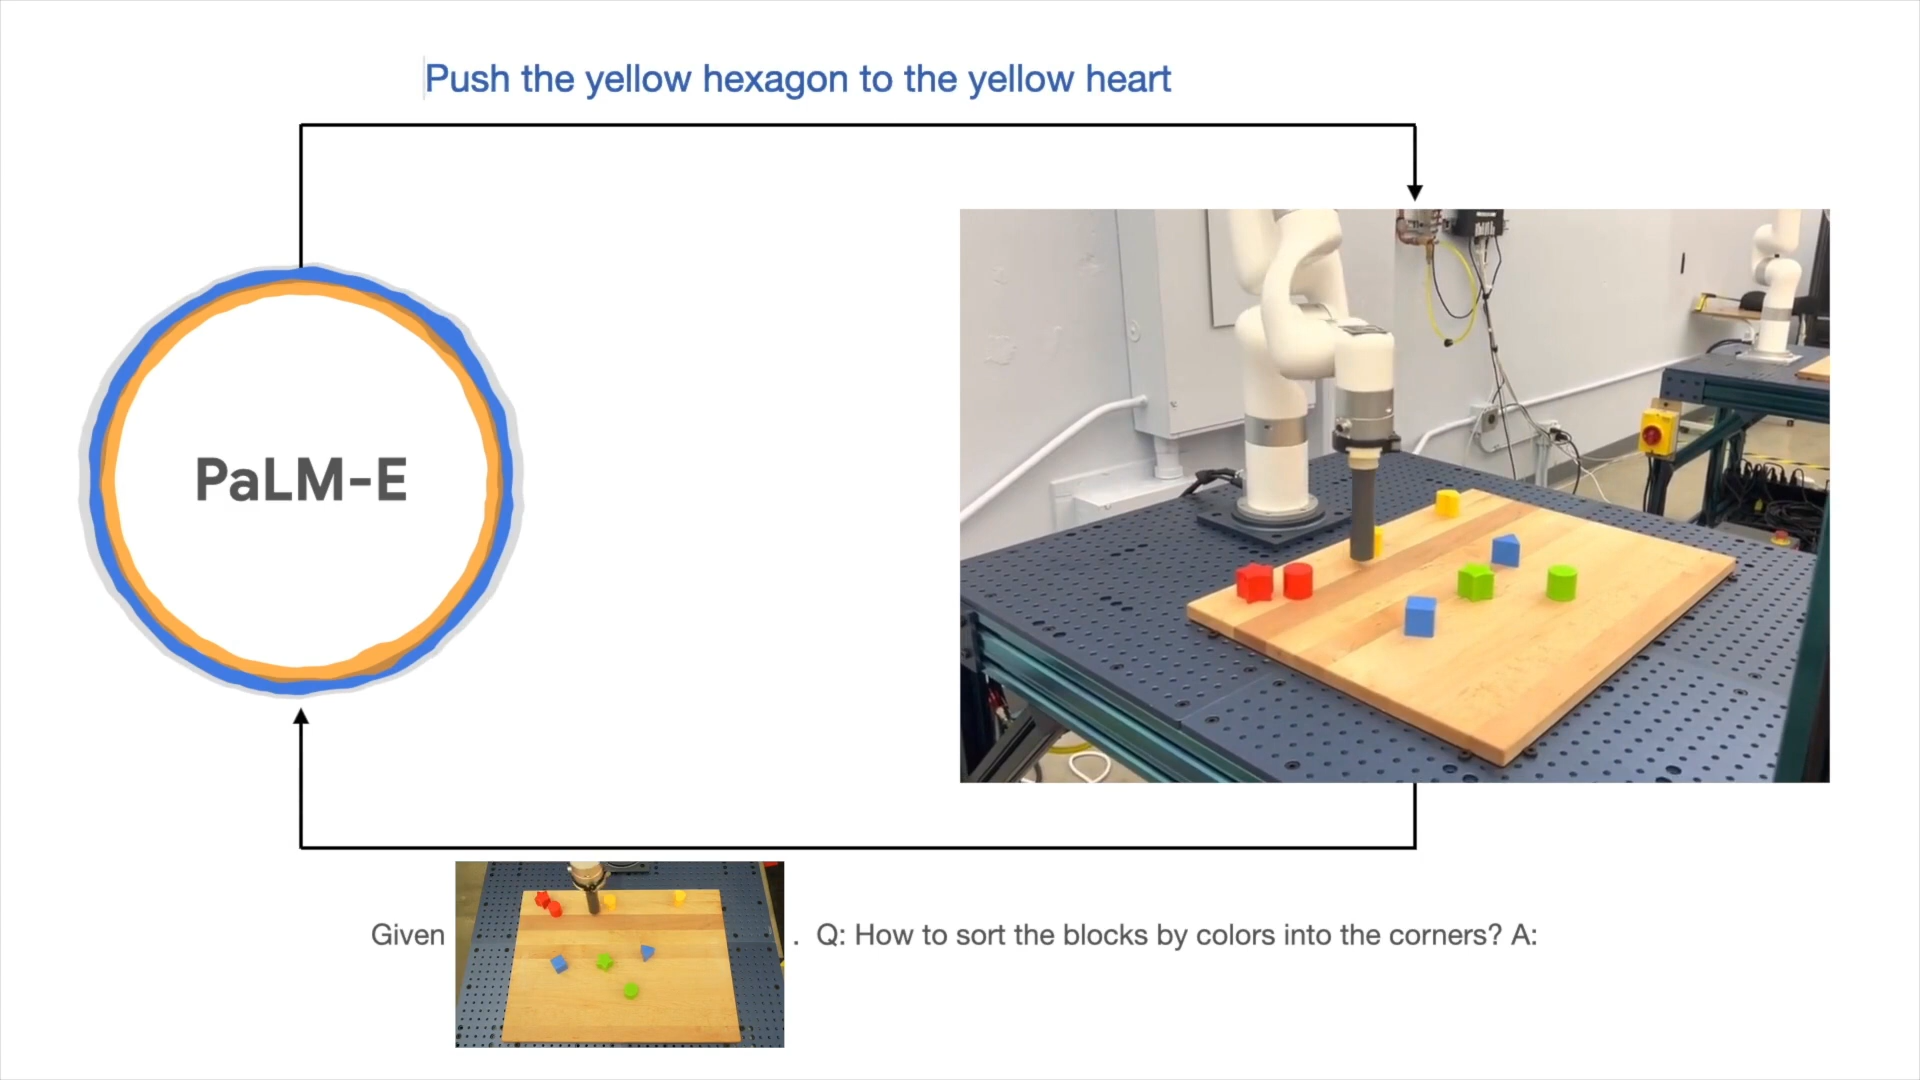 Push the yellow hexagon to the yellow heart
PaLM-E
Given . Q: How to sort the blocks by colors into the corners? A: